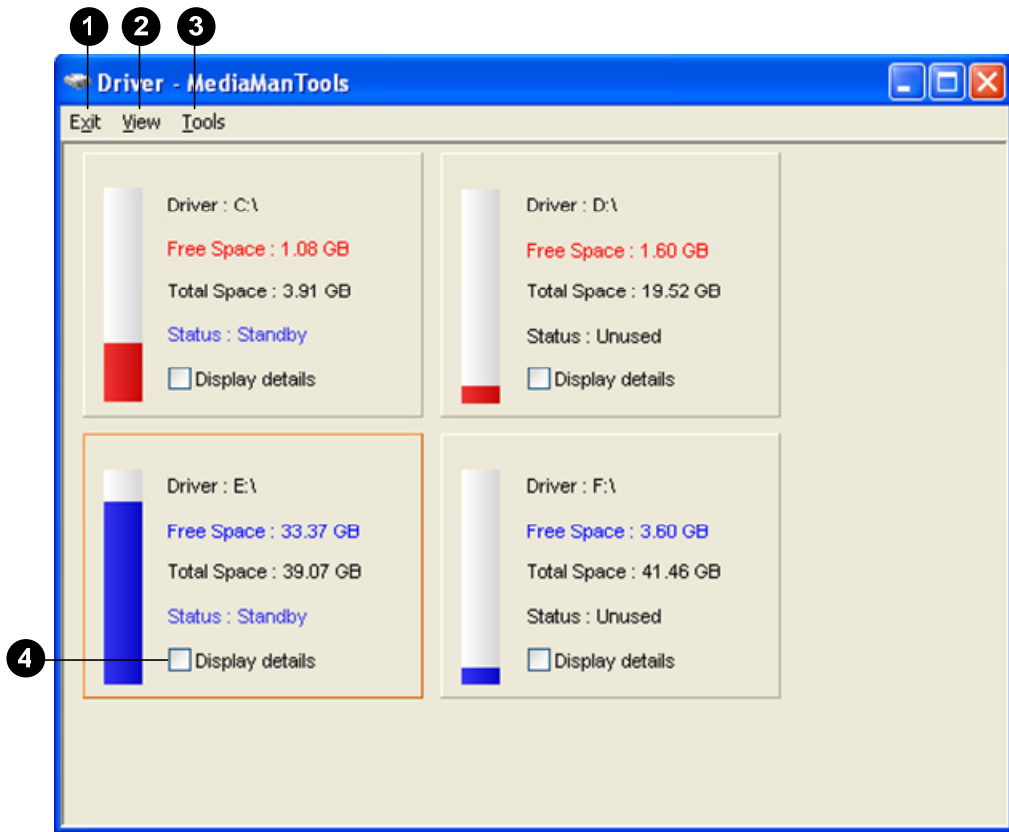 1 2 3
Driver - MediaManTools
Exit View Tools
Driver : C:\
Free Space : 1.08 GB
Total Space : 3.91 GB
Status : Standby
Display details
Driver : D:\
Free Space : 1.60 GB
Total Space : 19.52 GB
Status : Unused
Display details
Driver : E:\
Free Space : 33.37 GB
Total Space : 39.07 GB
Status : Standby
4 Display details
Driver : F:\
Free Space : 3.60 GB
Total Space : 41.46 GB
Status : Unused
Display details